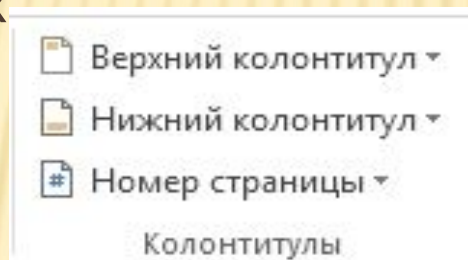 Верхний колонтитул
Нижний колонтитул
# Номер страницы
Колонтитулы